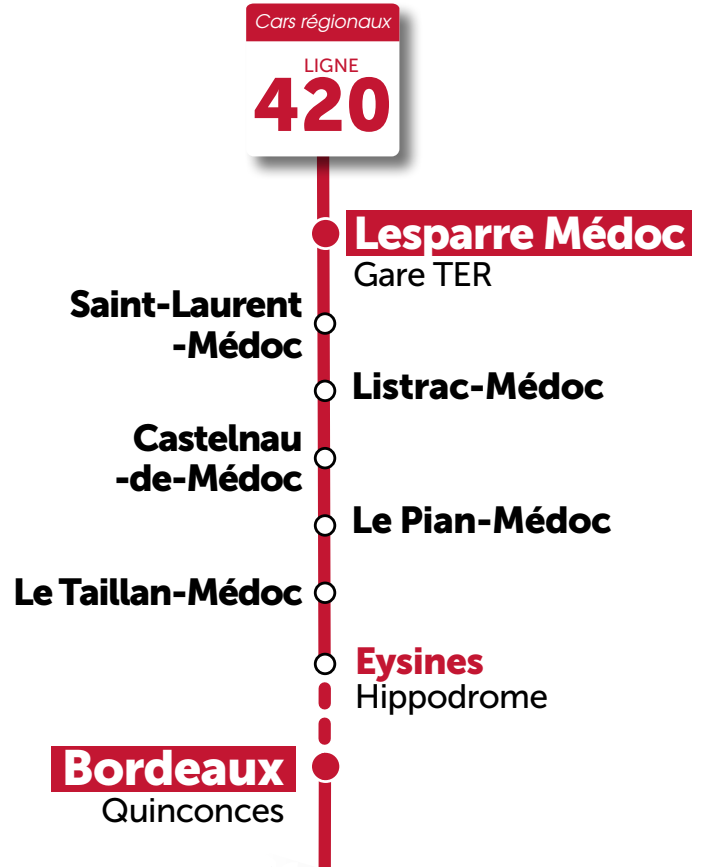 Cars régionaux
LIGNE
420
Lesparre Médoc
Gare TER
Saint-Laurent
-Médoc
Listrac-Médoc
Castelnau
-de-Médoc
Le Pian-Médoc
Le Taillan-Médoc
Eysines
Hippodrome
Bordeaux
Quinconces